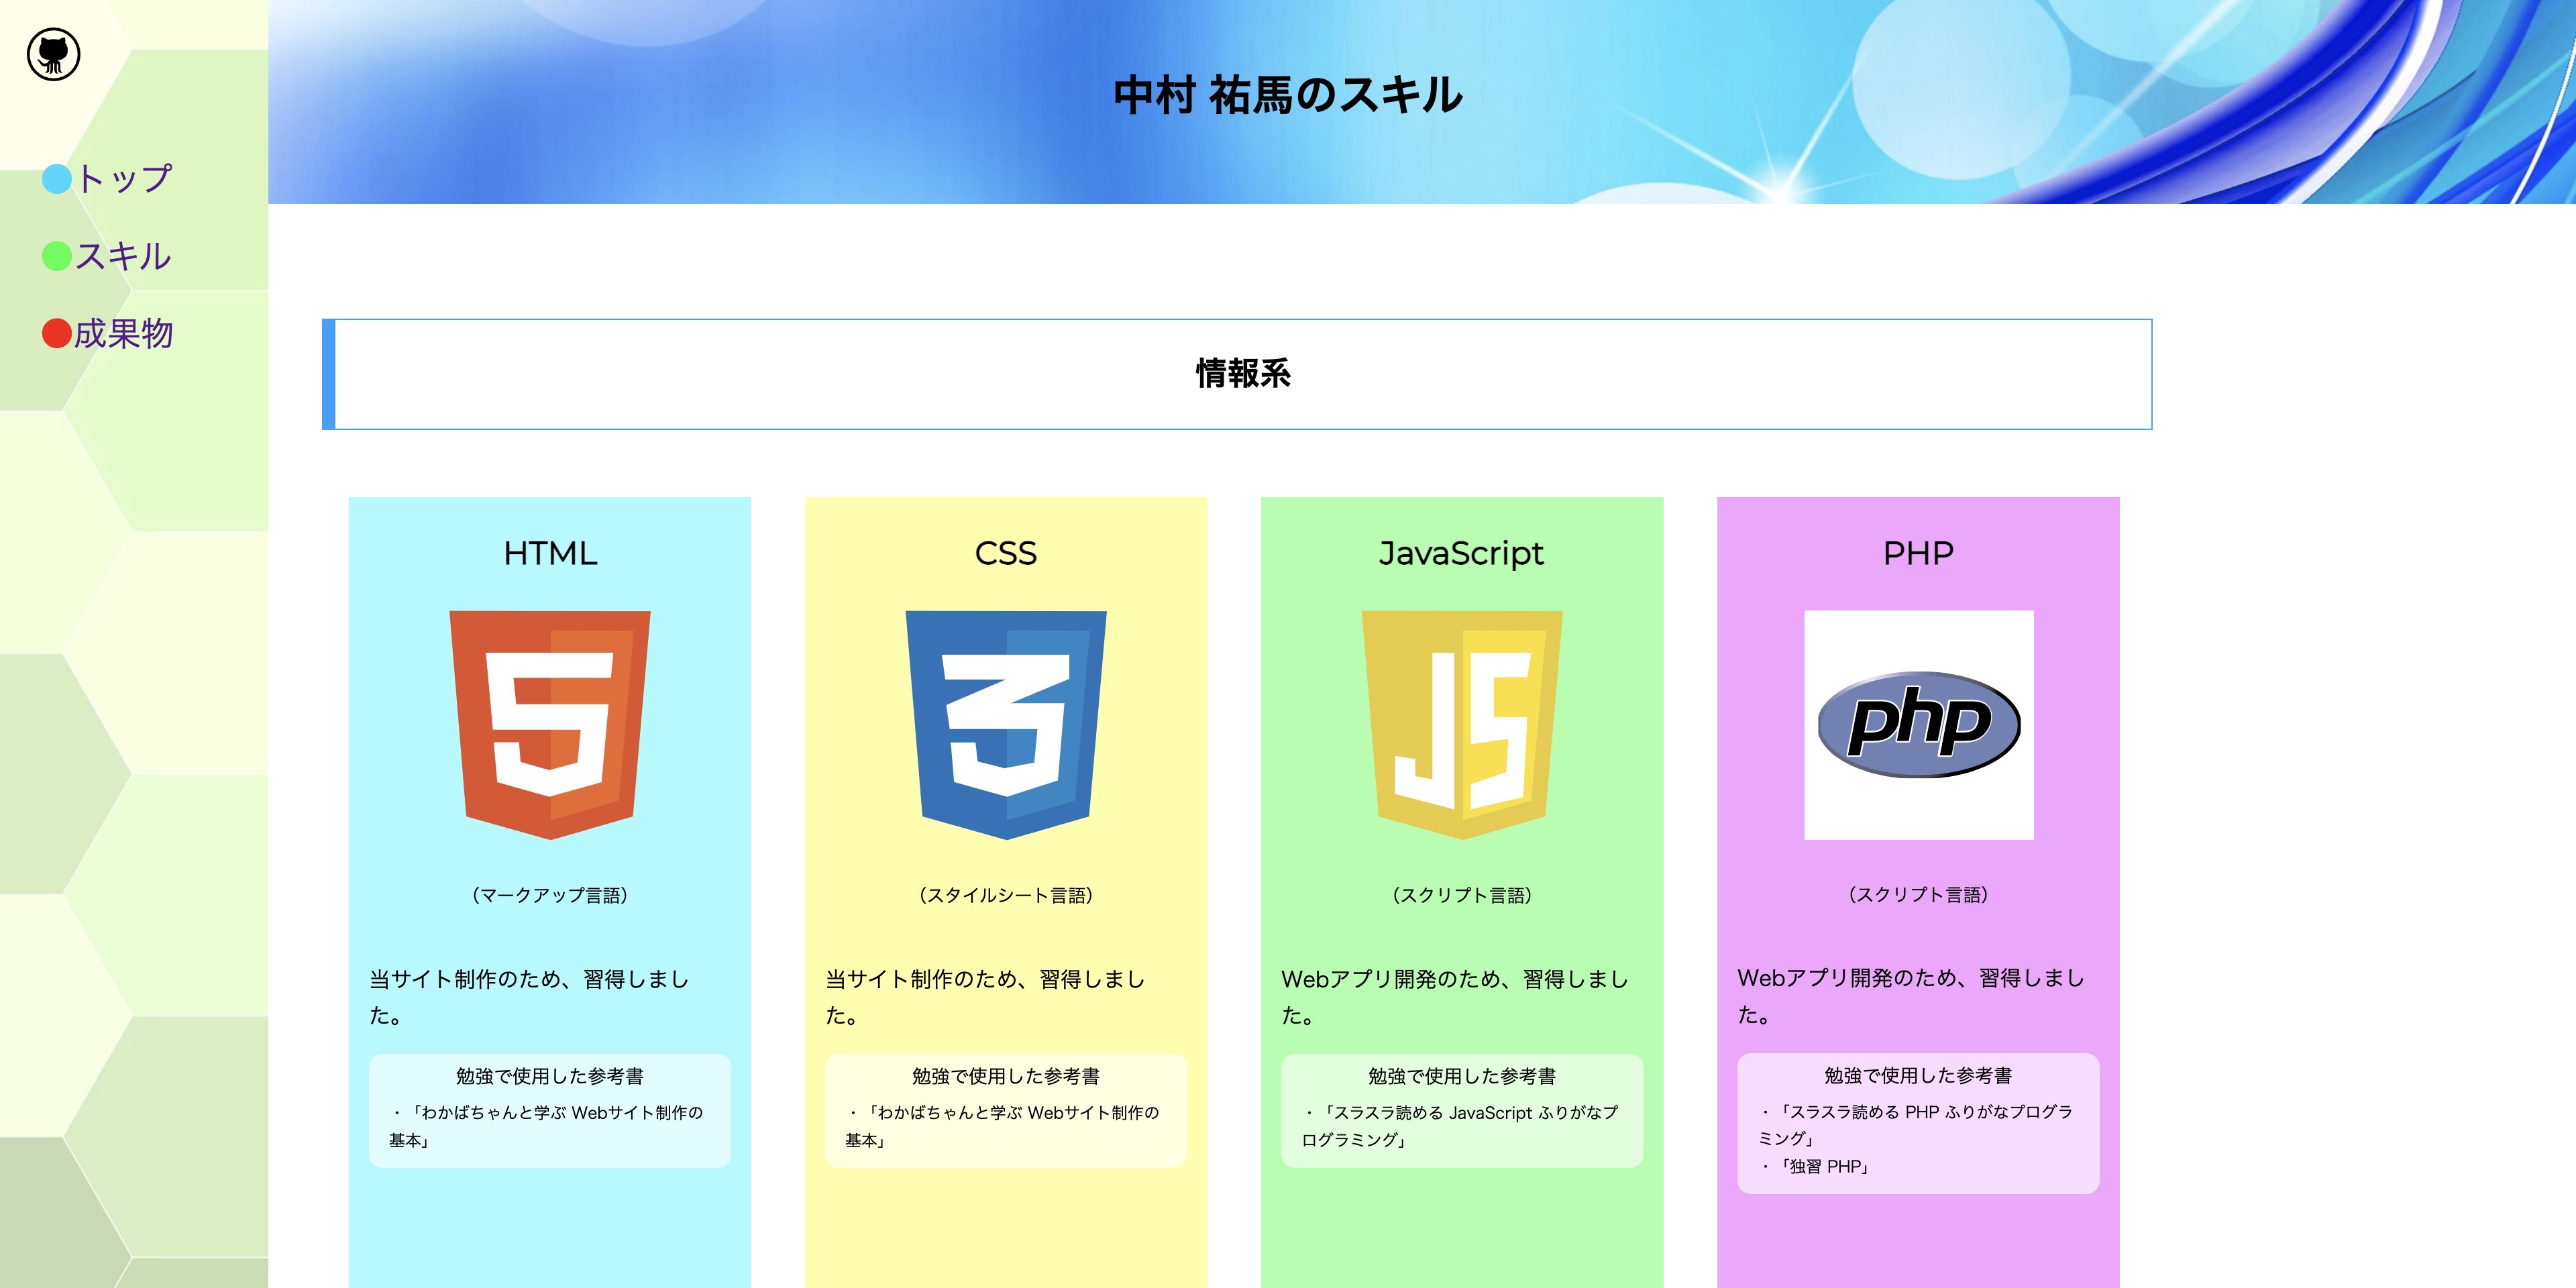 中村 祐馬のスキル
トップ
スキル
成果物
情報系
HTML
5
（マークアップ言語）
当サイト制作のため、習得しまし
た。
勉強で使用した参考書
・「わかばちゃんと学ぶ Webサイト制作の
基本」
CSS
3
（スタイルシート言語）
当サイト制作のため、習得しまし
た。
勉強で使用した参考書
・「わかばちゃんと学ぶ Webサイト制作の
基本」
JavaScript
JS
（スクリプト言語）
Webアプリ開発のため、習得しまし
た。
勉強で使用した参考書
・「スラスラ読める JavaScript ふりがなプ
ログラミング」
PHP
php
（スクリプト言語）
Webアプリ開発のため、習得しまし
た。
勉強で使用した参考書
・「スラスラ読める PHP ふりがなプログラ
ミング」
・「独習 PHP」